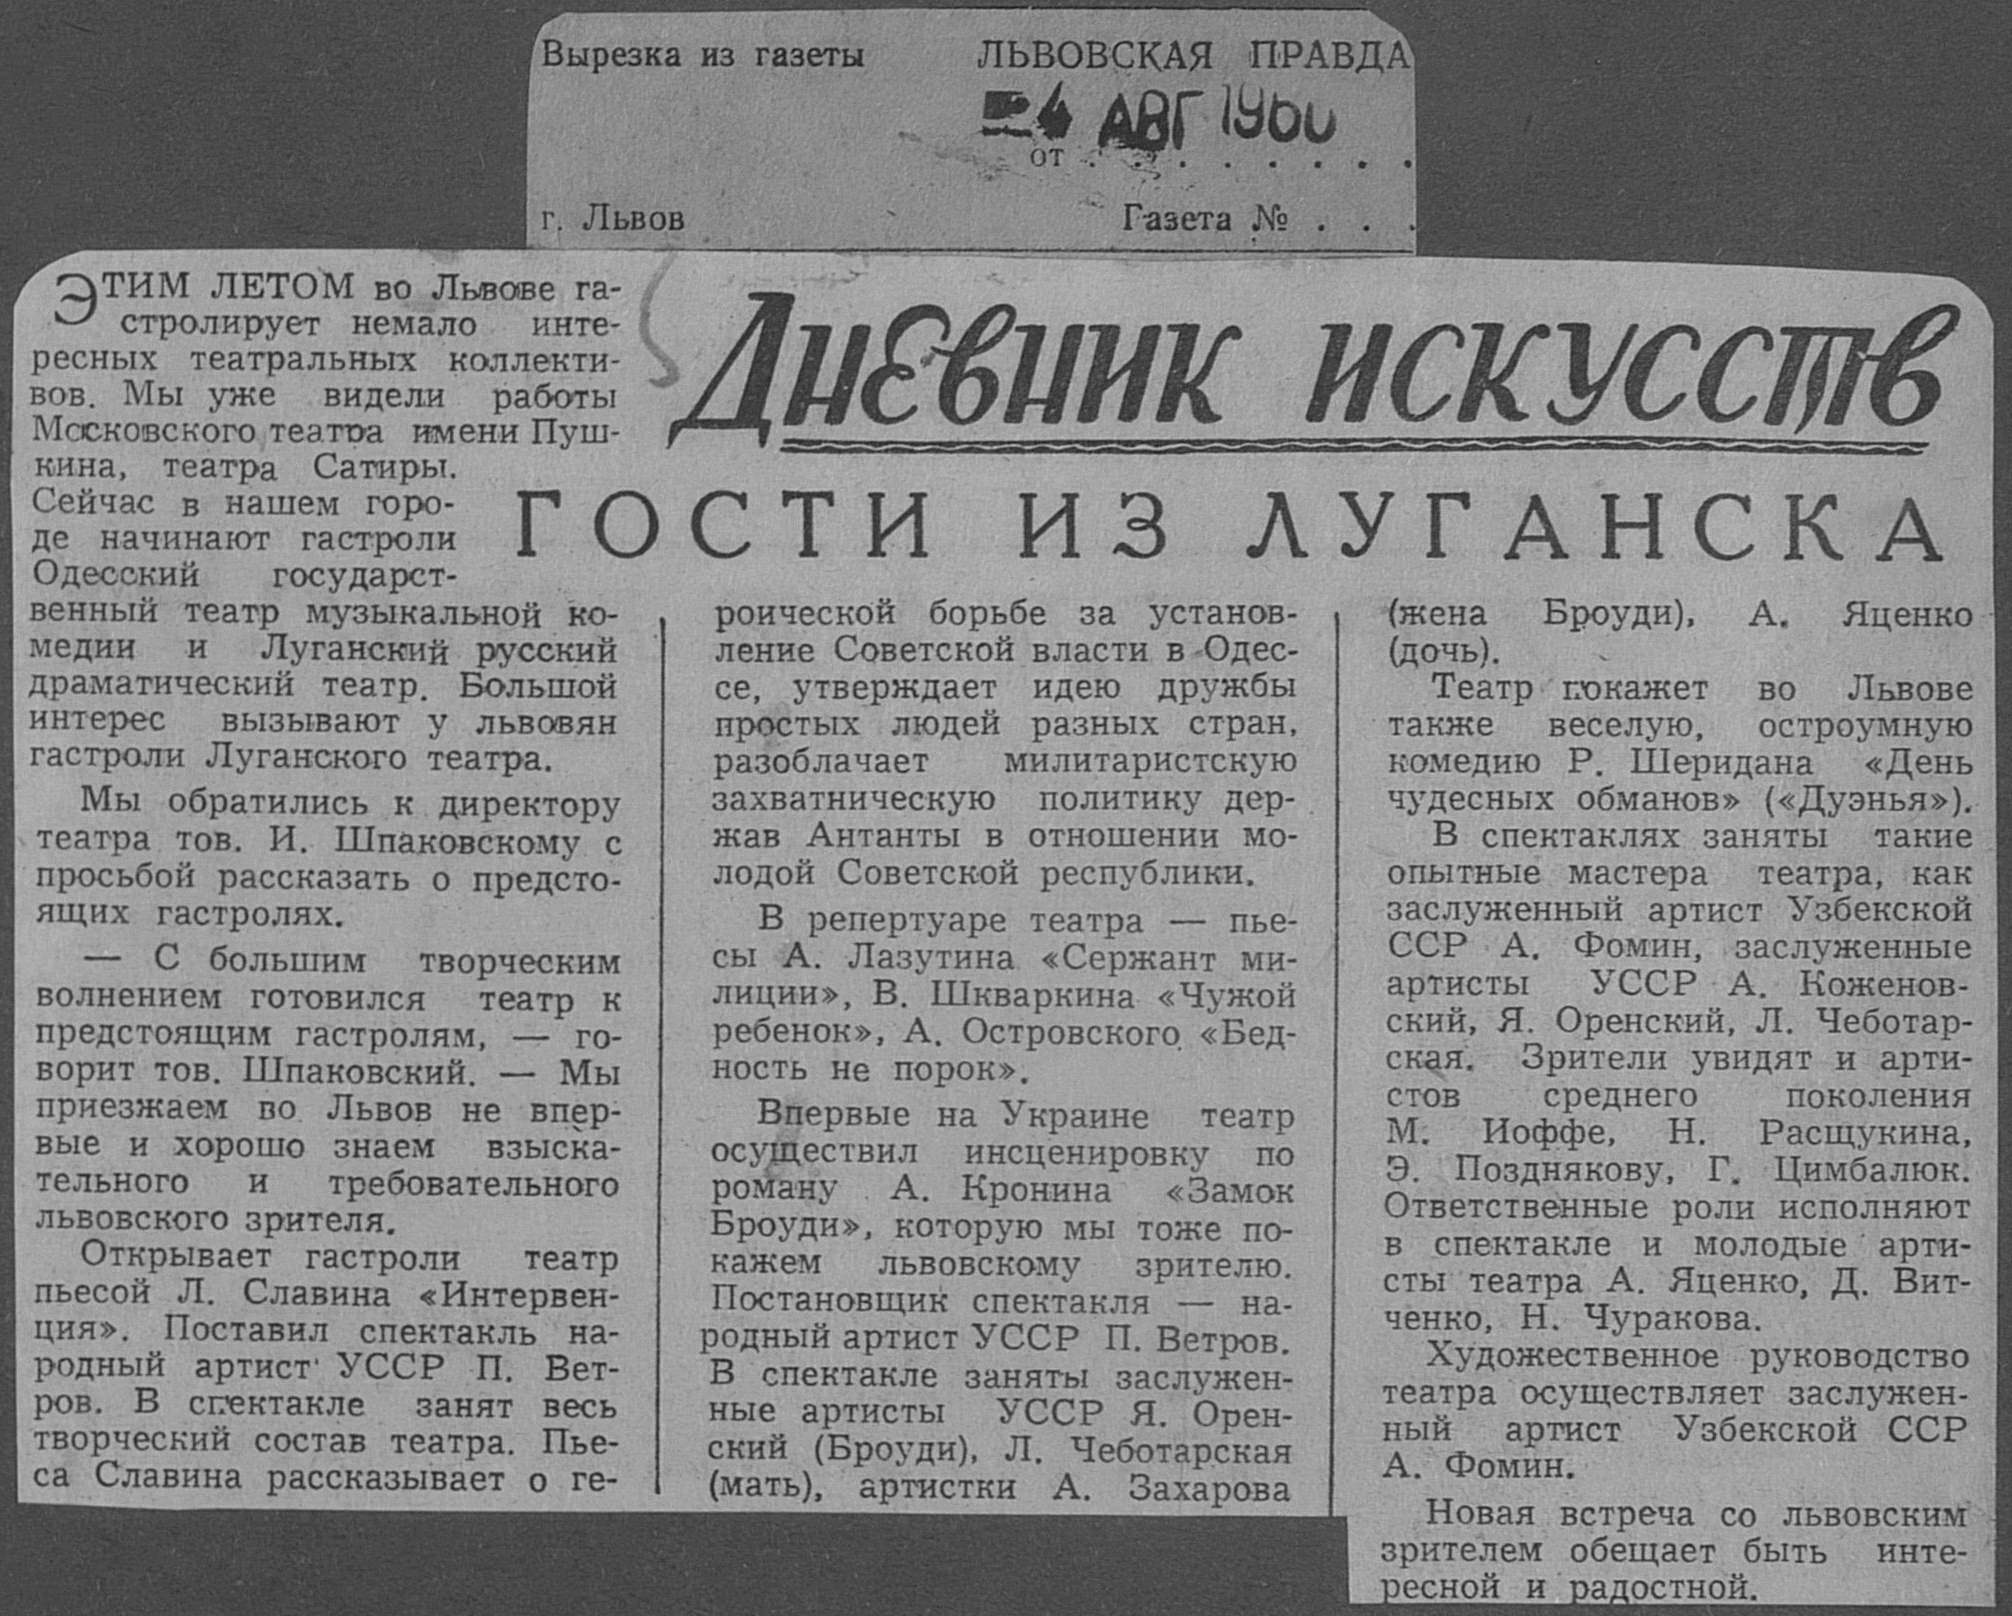 Вырезка из газеты ЛЬВОВСКАЯ ПРАВДА
4 АВГ 1960
от . . . . . . . .
г. Львов Газета № . . .
Дневник искусств
ГОСТИ ИЗ ЛУГАНСКА
ЭТИМ ЛЕТОМ во Львове га-
стролирует немало инте-
ресных театральных коллекти-
вов. Мы уже видели работы
Московского театра имени Пуш-
кина, театра Сатиры.
Сейчас в нашем горо-
де начинают гастроли
Одесский государст-
венный театр музыкальной ко-
медии и Луганский русский
драматический театр. Большой
интерес вызывают у львовян
гастроли Луганского театра.
Мы обратились к директору
театра тов. И. Шпаковскому с
просьбой рассказать о предсто-
ящих гастролях.
— С большим творческим
волнением готовился театр к
предстоящим гастролям, — го-
ворит тов. Шпаковский. — Мы
приезжаем во Львов не впер-
вые и хорошо знаем взыска-
тельного и требовательного
львовского зрителя.
Открывает гастроли театр
пьесой Л. Славина «Интервен-
ция». Поставил спектакль на-
родный артист УССР П. Вет-
ров. В спектакле занят весь
творческий состав театра. Пье-
са Славина рассказывает о ге-
роической борьбе за установ-
ление Советской власти в Одес-
се, утверждает идею дружбы
простых людей разных стран,
разоблачает милитаристскую
захватническую политику дер-
жав Антанты в отношении мо-
лодой Советской республики.
В репертуаре театра — пье-
сы А. Лазутина «Сержант ми-
лиции», В. Шкваркина «Чужой
ребенок», А. Островского «Бед-
ность не порок».
Впервые на Украине театр
осуществил инсценировку по
роману А. Кронина «Замок
Броуди», которую мы тоже по-
кажем львовскому зрителю.
Постановщик спектакля — на-
родный артист УССР П. Ветров.
В спектакле заняты заслужен-
ные артисты УССР Я. Орен-
ский (Броуди), Л. Чеботарская
(мать), артистки А. Захарова
(жена Броуди), А. Яценко
(дочь).
Театр покажет во Львове
также веселую, остроумную
комедию Р. Шеридана «День
чудесных обманов» («Дуэнья»).
В спектаклях заняты такие
опытные мастера театра, как
заслуженный артист Узбекской
ССР А. Фомин, заслуженные
артисты УССР А. Коженов-
ский, Я. Оренский, Л. Чеботар-
ская. Зрители увидят и арти-
стов среднего поколения
М. Иоффе, Н. Расщукина,
Э. Позднякову, Г. Цимбалюк.
Ответственные роли исполняют
в спектакле и молодые арти-
сты театра А. Яценко, Д. Вит-
ченко, Н. Чуракова.
Художественное руководство
театра осуществляет заслужен-
ный артист Узбекской ССР
А. Фомин.
Новая встреча со львовским
зрителем обещает быть инте-
ресной и радостной.